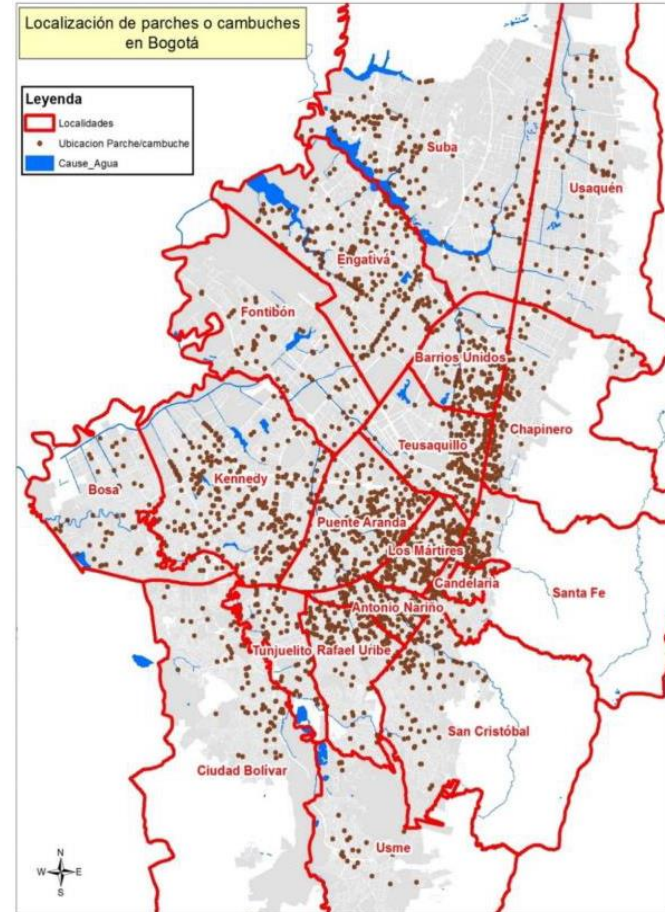 Localización de parches o cambuches
en Bogotá
Leyenda
Localidades
Ubicacion Parche/cambuche
Cause_Agua
Suba
Usaquén
Engativá
Fontibón
Barrios Unidos
Chapinero
Teusaquillo
Kennedy
Bosa
Puente Aranda
Los Mártires
Candelaria
Santa Fe
Antonio Nariño
Tunjuelito
Rafael Uribe
San Cristóbal
Ciudad Bolivar
Usme
N
W
E
S